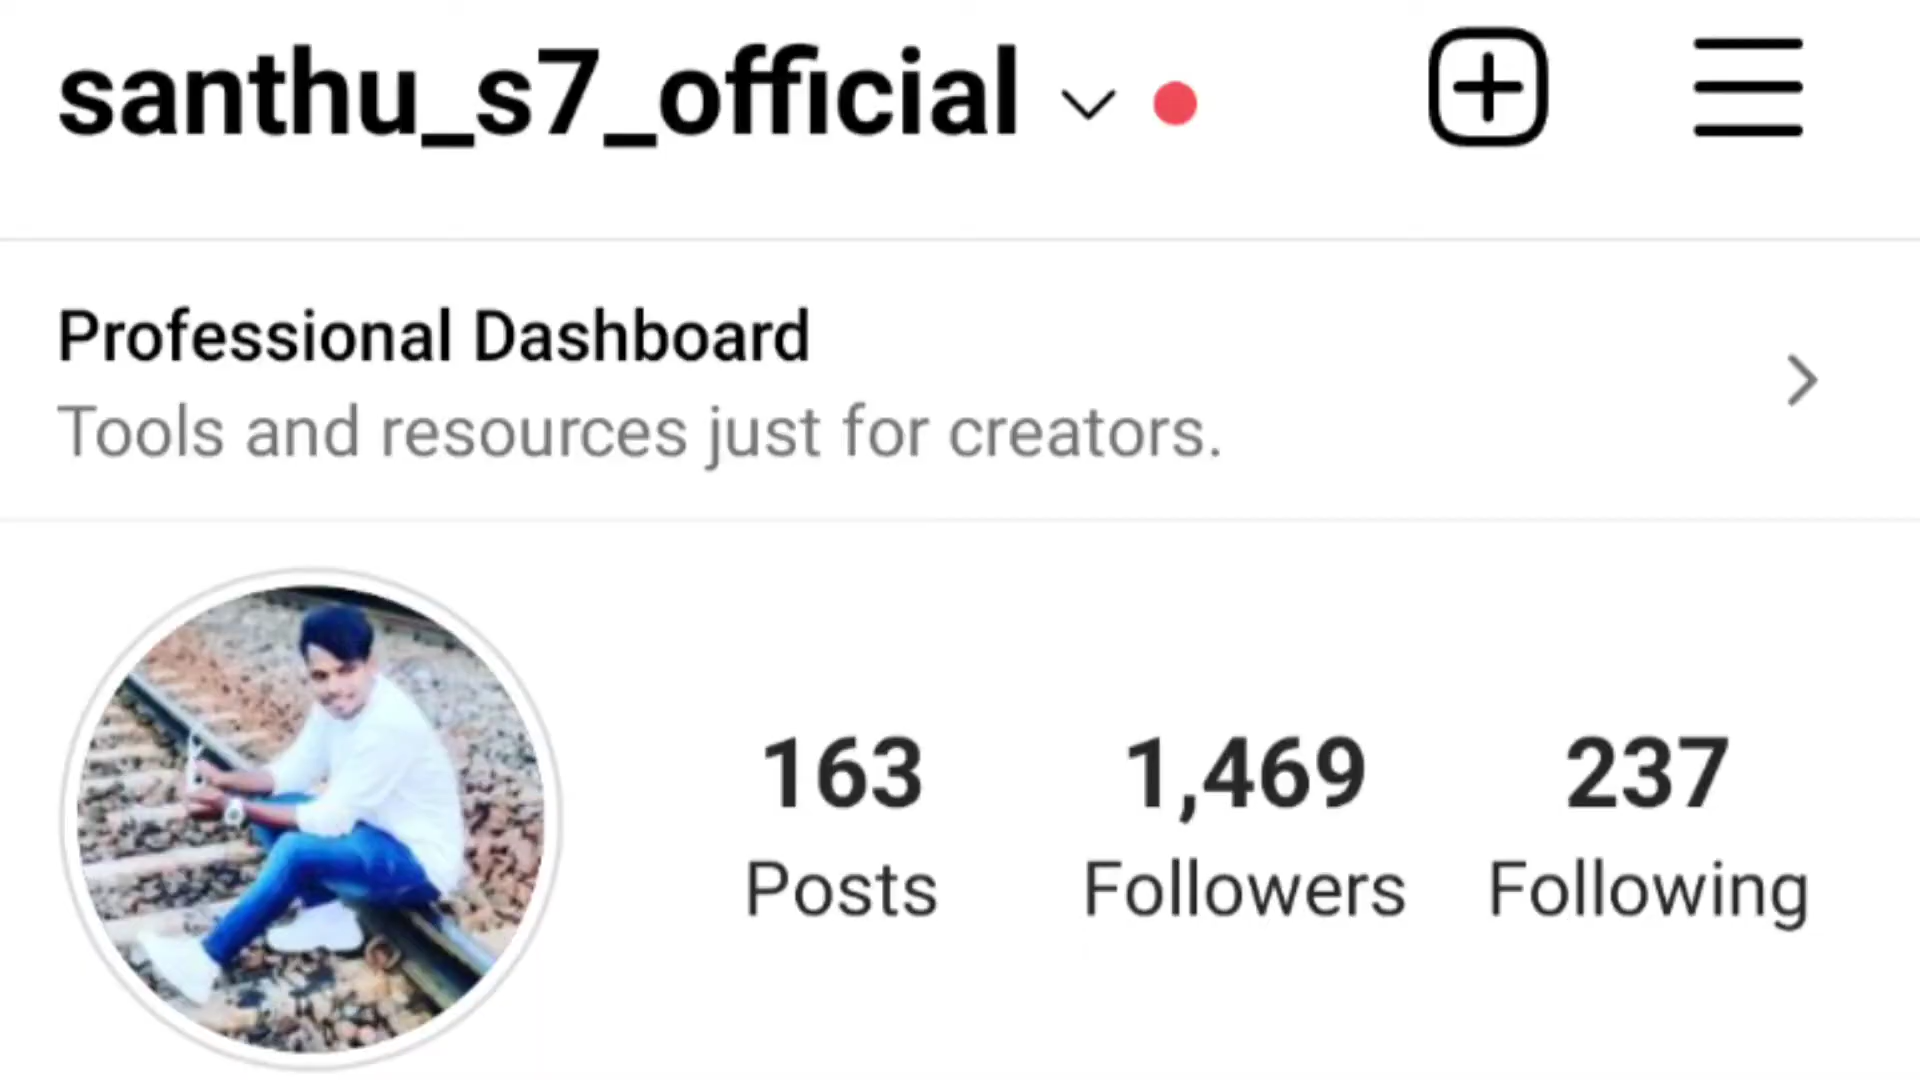 santhu_s7_official
Professional Dashboard
Tools and resources just for creators.
163 1,469 237
Posts Followers Following